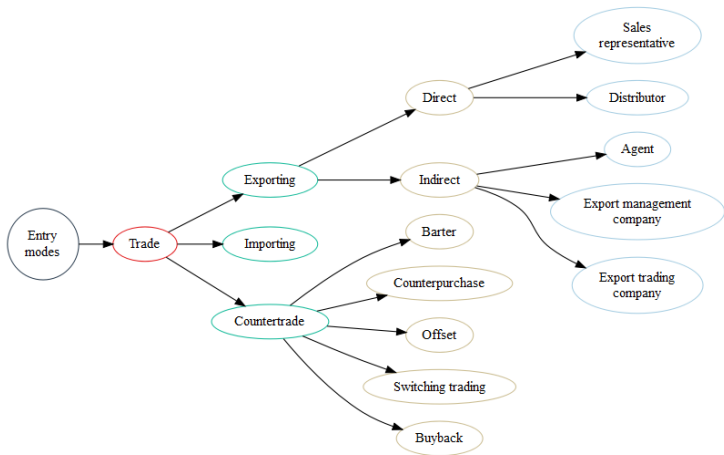 Entry
modes
Trade
Exporting
Importing
Countertrade
Direct
Indirect
Barter
Counterpurchase
Offset
Switching trading
Buyback
Sales
representative
Distributor
Agent
Export management
company
Export trading
company